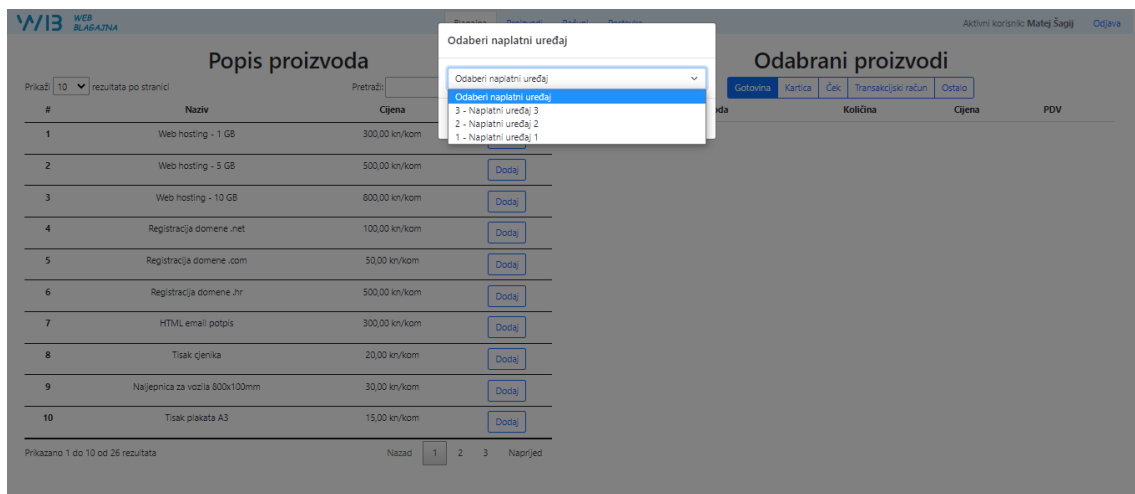 WEB
BLAGAJNA
Blagajna Proizvodi Računi Postavke
Aktivni korisnik: Matej Šagij Odjava
Odaberi naplatni uređaj
Odaberi naplatni uređaj
Odaberi naplatni uređaj
3 - Naplatni uređaj 3
2 - Naplatni uređaj 2
1 - Naplatni uređaj 1
Popis proizvoda
Prikaži 10 rezultata po stranici Pretraži:
# Naziv Cijena
1 Web hosting - 1 GB 300,00 kn/kom
2 Web hosting - 5 GB 500,00 kn/kom Dodaj
3 Web hosting - 10 GB 800,00 kn/kom Dodaj
4 Registracija domene .net 100,00 kn/kom Dodaj
5 Registracija domene .com 50,00 kn/kom Dodaj
6 Registracija domene .hr 500,00 kn/kom Dodaj
7 HTML email potpis 300,00 kn/kom Dodaj
8 Tisak cjenika 20,00 kn/kom Dodaj
9 Naljepnica za vozila 800x100mm 30,00 kn/kom Dodaj
10 Tisak plakata A3 15,00 kn/kom Dodaj
Prikazano 1 do 10 od 26 rezultata Nazad 1 2 3 Naprijed
Odabrani proizvodi
Gotovina Kartica Ček Transakcijski račun Ostalo
Količina Cijena PDV